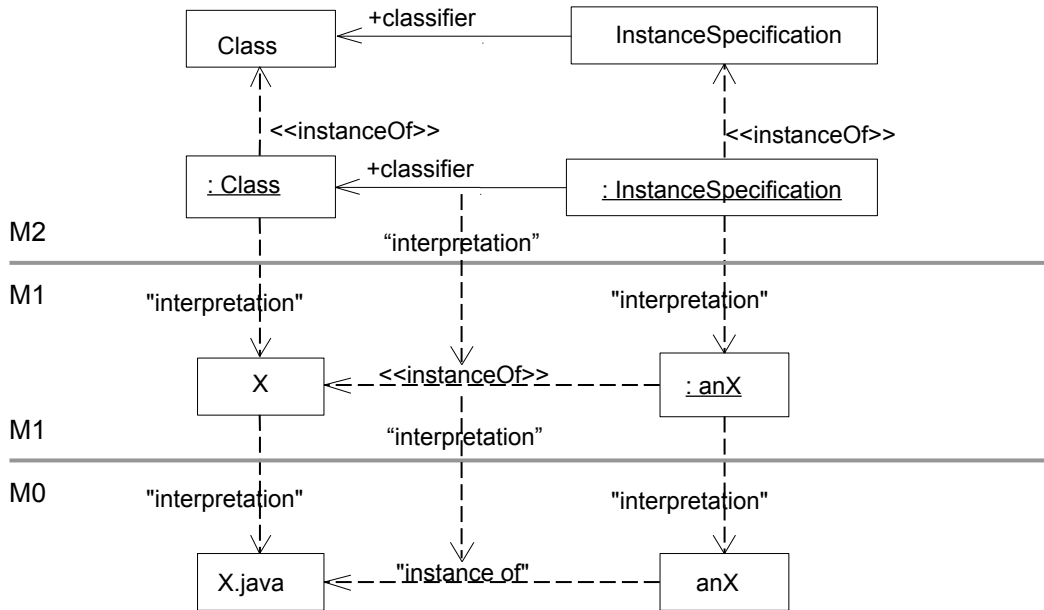 +classifier
Class
InstanceSpecification
<<instanceOf>>
<<instanceOf>>
+classifier
: Class
: InstanceSpecification
M2
“interpretation”
M1
"interpretation"
"interpretation"
X
<<instanceOf>>
: anX
M1
“interpretation”
M0
"interpretation"
"interpretation"
X.java
"instance of"
anX